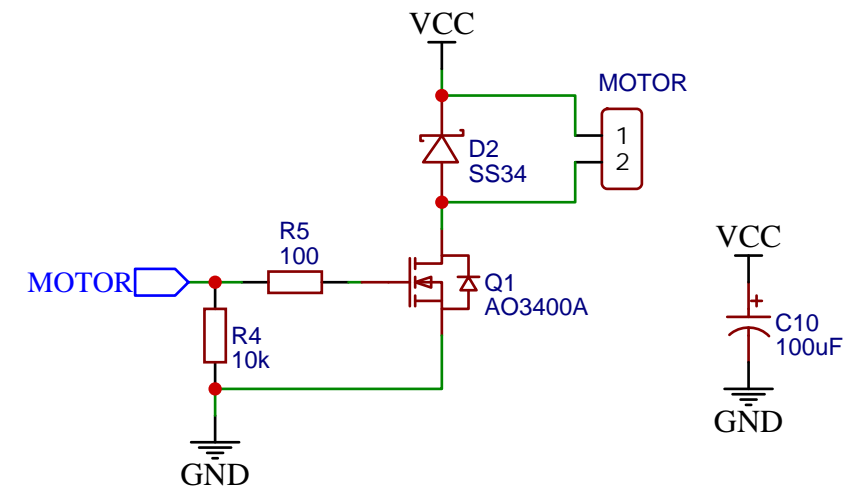 VCC
MOTOR
1
2
D2
SS34
R5
100
MOTOR
Q1
AO3400A
R4
10k
GND
VCC
+
C10
100uF
GND